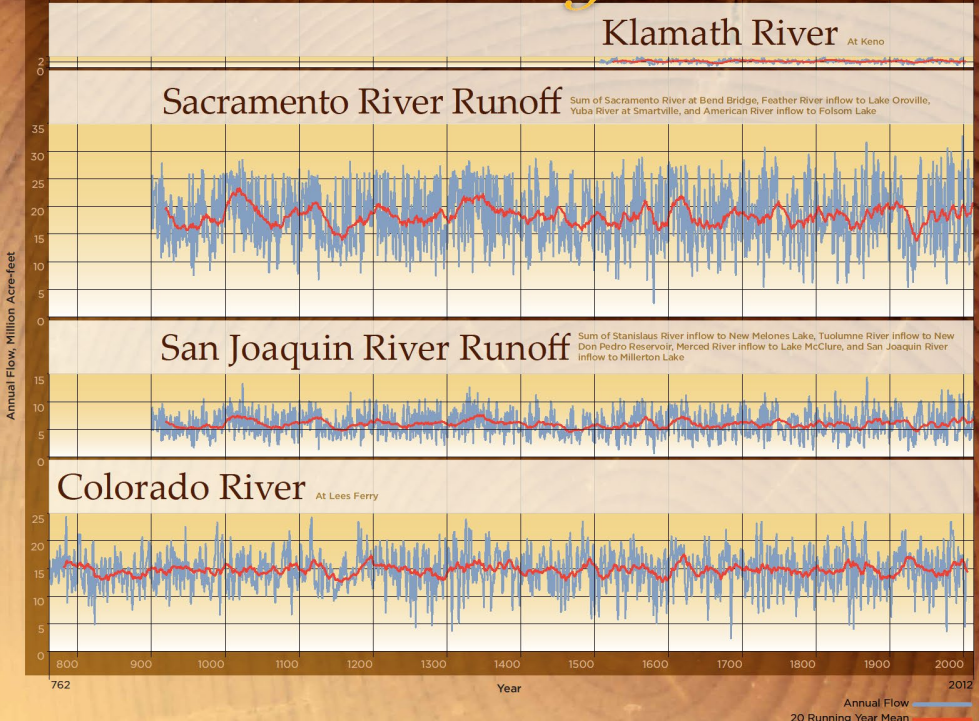 Klamath River At Keno
2
0
Sacramento River Runoff
Sum of Sacramento River at Bend Bridge, Feather River inflow to Lake Oroville,
Yuba River at Smartville, and American River inflow to Folsom Lake
35
30
25
20
15
10
5
0
San Joaquin River Runoff
Sum of Stanislaus River inflow to New Melones Lake, Tuolumne River inflow to New
Don Pedro Reservoir, Merced River inflow to Lake McClure, and San Joaquin River
inflow to Millerton Lake
15
10
5
0
Colorado River At Lees Ferry
25
20
15
10
5
0
Annual Flow, Million Acre-feet
800 900 1000 1100 1200 1300 1400 1500 1600 1700 1800 1900 2000
762 Year 2012
Annual Flow
20 Running Year Mean